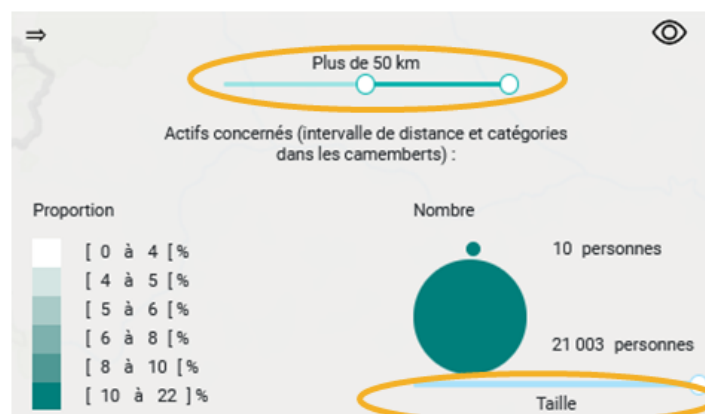 ⇒
Plus de 50 km
Actifs concernés (intervalle de distance et catégories
dans les camemberts) :
Proportion
Nombre
[ 0 à 4 [ %
[ 4 à 5 [ %
[ 5 à 6 [ %
[ 6 à 8 [ %
[ 8 à 10 [ %
[ 10 à 22 ] %
10 personnes
21 003 personnes
Taille